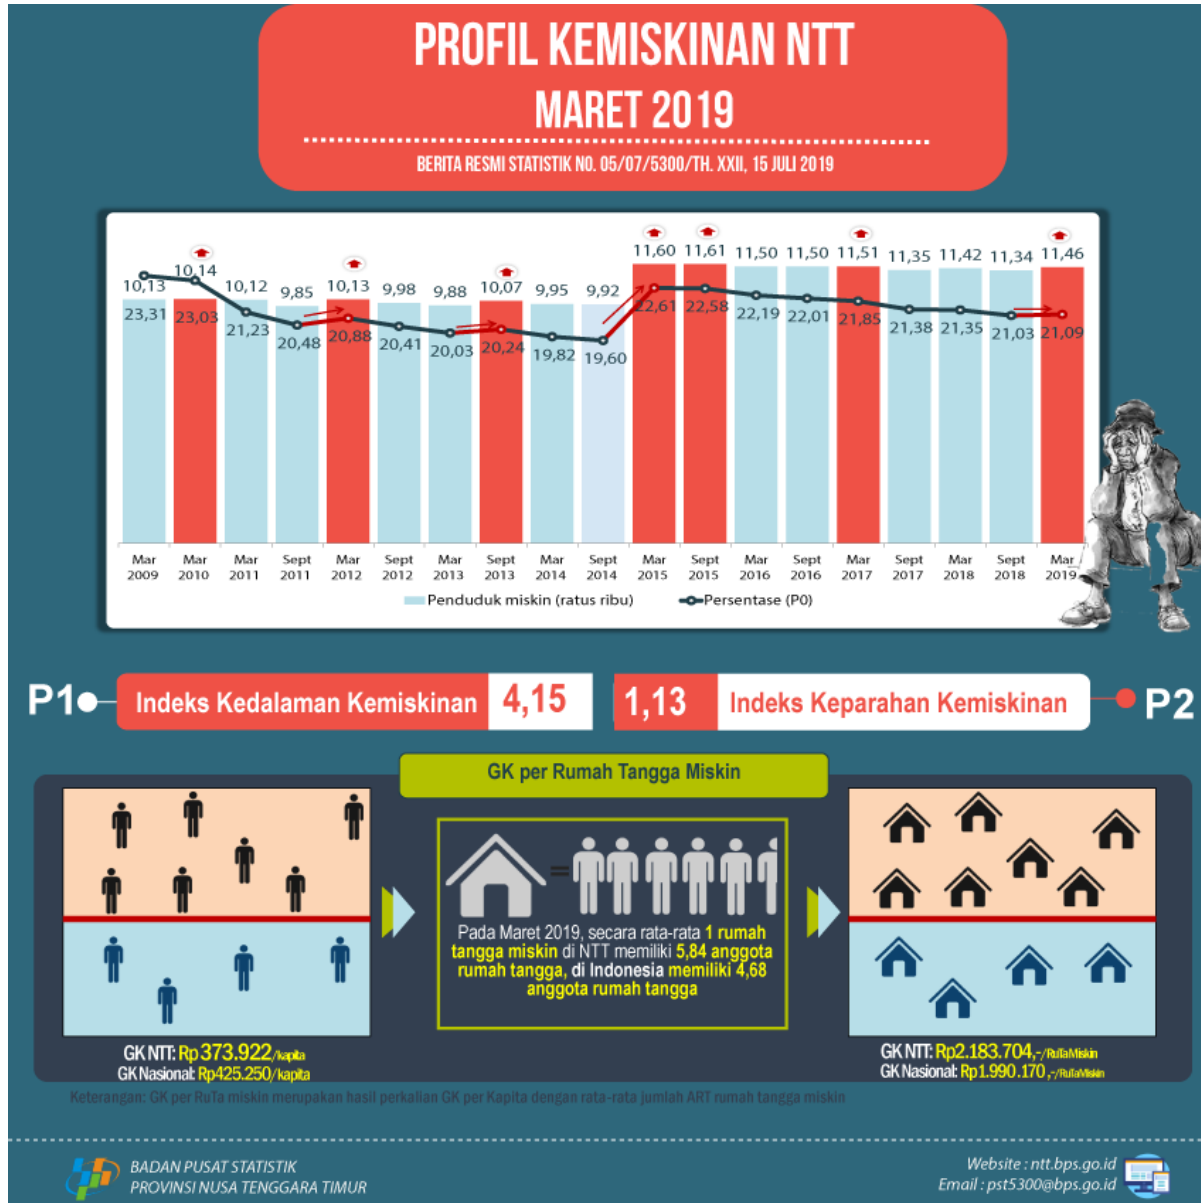 PROFIL KEMISKINAN NTT
MARET 2019
BERITA RESMI STATISTIK NO. 05/07/5300/TH. XXII, 15 JULI 2019
10,13 10,14 10,12 9,85 10,13 9,98 9,88 10,07 9,95 9,92 11,60 11,61 11,50 11,50 11,51 11,35 11,42 11,34 11,46
23,31 23,03 21,23 20,48 20,88 20,41 20,03 20,24 19,82 19,60 22,61 22,58 22,19 22,01 21,85 21,38 21,35 21,03 21,09
Mar Mar Mar Sept Mar Sept Mar Sept Mar Sept Mar Sept Mar Sept Mar Sept Mar Sept Mar
2009 2010 2011 2011 2012 2012 2013 2013 2014 2014 2015 2015 2016 2016 2017 2017 2018 2018 2019
Penduduk miskin (ratus ribu) Persentase (P0)
P1 Indeks Kedalaman Kemiskinan 4,15 1,13 Indeks Keparahan Kemiskinan P2
GK per Rumah Tangga Miskin
=
Pada Maret 2019, secara rata-rata 1 rumah
tangga miskin di NTT memiliki 5,84 anggota
rumah tangga, di Indonesia memiliki 4,68
anggota rumah tangga
GK NTT: Rp 373.922/kapita
GK Nasional: Rp425.250/kapita
GK NTT: Rp2.183.704,-/RuTaMiskin
GK Nasional: Rp1.990.170,-/RuTaMiskin
Keterangan: GK per RuTa miskin merupakan hasil perkalian GK per Kapita dengan rata-rata jumlah ART rumah tangga miskin
BADAN PUSAT STATISTIK
PROVINSI NUSA TENGGARA TIMUR
Website : ntt.bps.go.id
Email : pst5300@bps.go.id